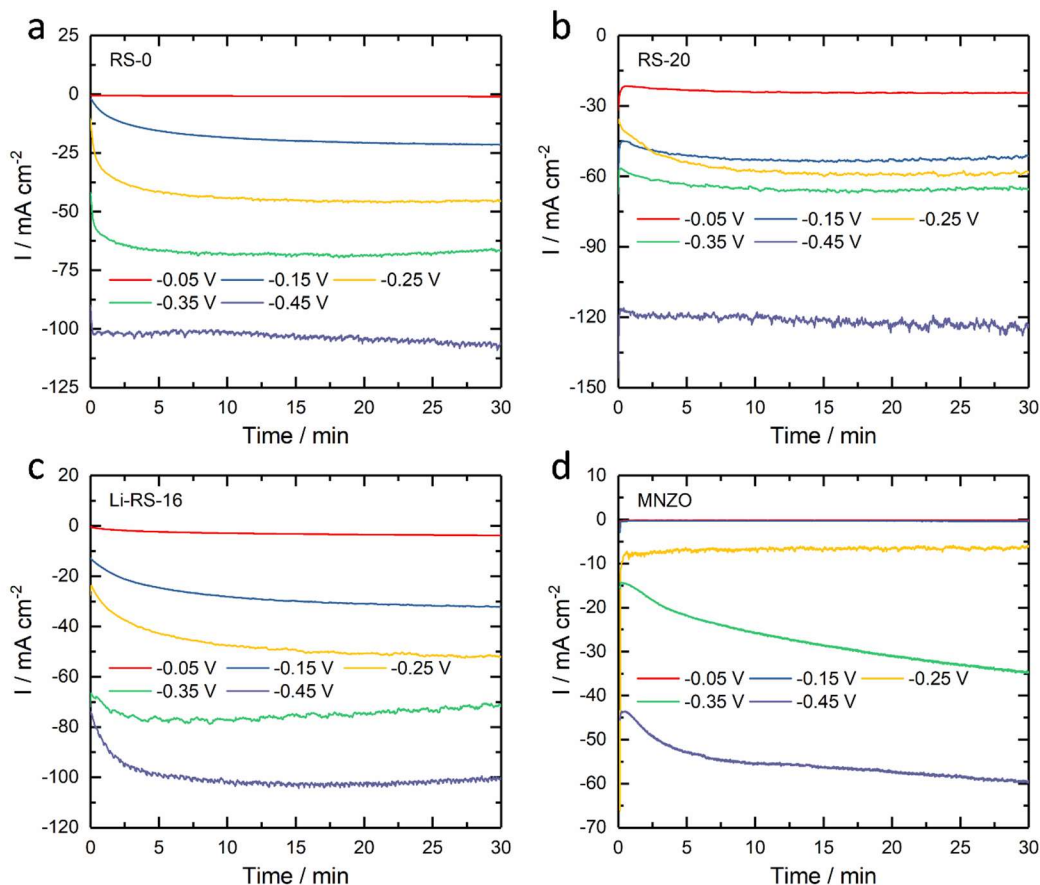 a
RS-0
I / mA cm⁻²
25
0
-25
-50
-75
-100
-125
-0.05 V -0.15 V -0.25 V
-0.35 V -0.45 V
0 5 10 15 20 25 30
Time / min
b
RS-20
I / mA cm⁻²
0
-30
-60
-90
-120
-150
-0.05 V -0.15 V -0.25 V
-0.35 V -0.45 V
0 5 10 15 20 25 30
Time / min
c
Li-RS-16
I / mA cm⁻²
20
0
-20
-40
-60
-80
-100
-120
-0.05 V -0.15 V -0.25 V
-0.35 V -0.45 V
0 5 10 15 20 25 30
Time / min
d
MNZO
I / mA cm⁻²
10
0
-10
-20
-30
-40
-50
-60
-70
-0.05 V -0.15 V -0.25 V
-0.35 V -0.45 V
0 5 10 15 20 25 30
Time / min